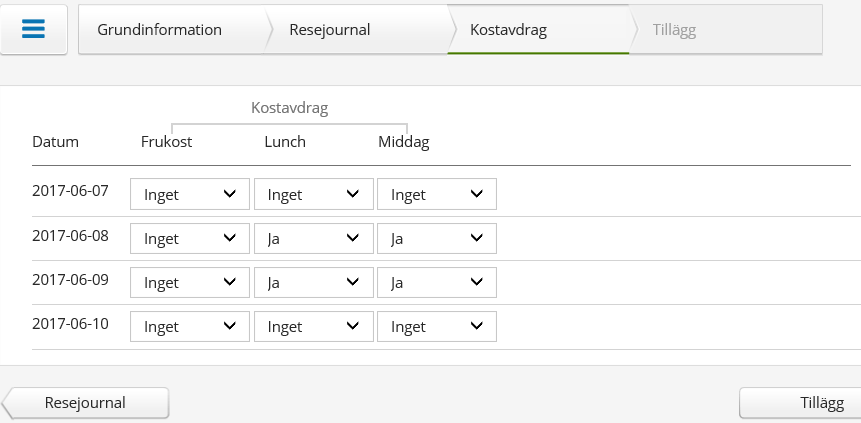 Grundinformation Resejournal Kostavdrag Tillägg
Kostavdrag
Datum Frukost Lunch Middag
2017-06-07 Inget Inget Inget
2017-06-08 Inget Ja Ja
2017-06-09 Inget Ja Ja
2017-06-10 Inget Inget Inget
Resejournal Tillägg